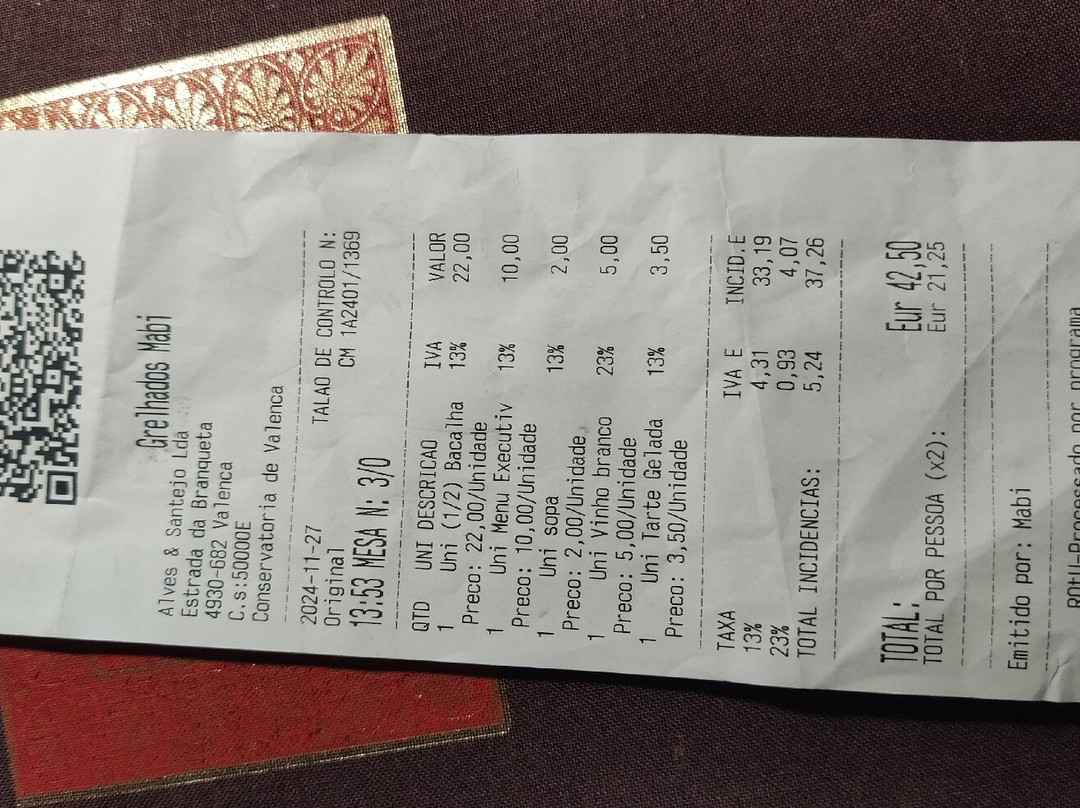 Grelhados Mabi
Alves & Santejo Lda
Estrada da Branqueta
4930-682 Valenca
C.s:50000E
Conservatoria de Valenca
TALAO DE CONTROLO N:
2024-11-27
Original CM 1A2401/1369
13:53 MESA N: 3/0
QTD UNI DESCRICAO IVA VALOR
1 Uni (1/2) Bacalha 13% 22,00
Preco: 22,00/Unidade
1 Uni Menu Executiv 13% 10,00
Preco: 10,00/Unidade
1 Uni sopa 13% 2,00
Preco: 2,00/Unidade
1 Uni Vinho branco 23% 5,00
Preco: 5,00/Unidade
1 Uni Tarte Gelada 13% 3,50
Preco: 3,50/Unidade
TAXA IVA E INCID.E
13% 4,31 33,19
23% 0,93 4,07
TOTAL INCIDENCIAS: 5,24 37,26
TOTAL: Eur 42,50
TOTAL POR PESSOA (x2): Eur 21,25
Emitido por: Mabi
por programa